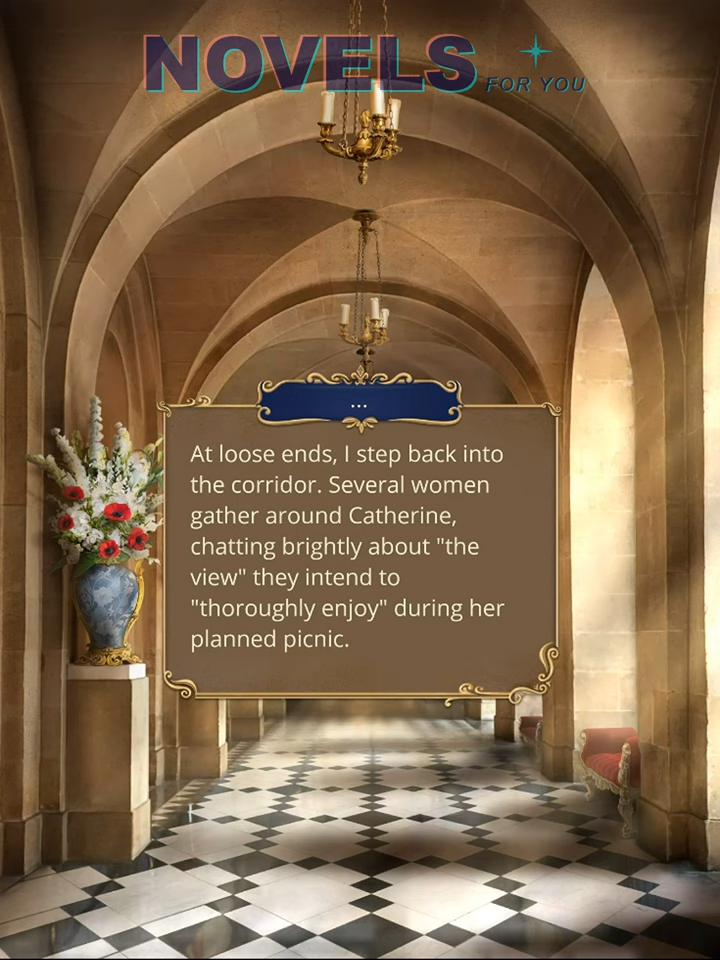 NOVELS
FOR YOU
...
At loose ends, I step back into
the corridor. Several women
gather around Catherine,
chatting brightly about "the
view" they intend to
"thoroughly enjoy" during her
planned picnic.